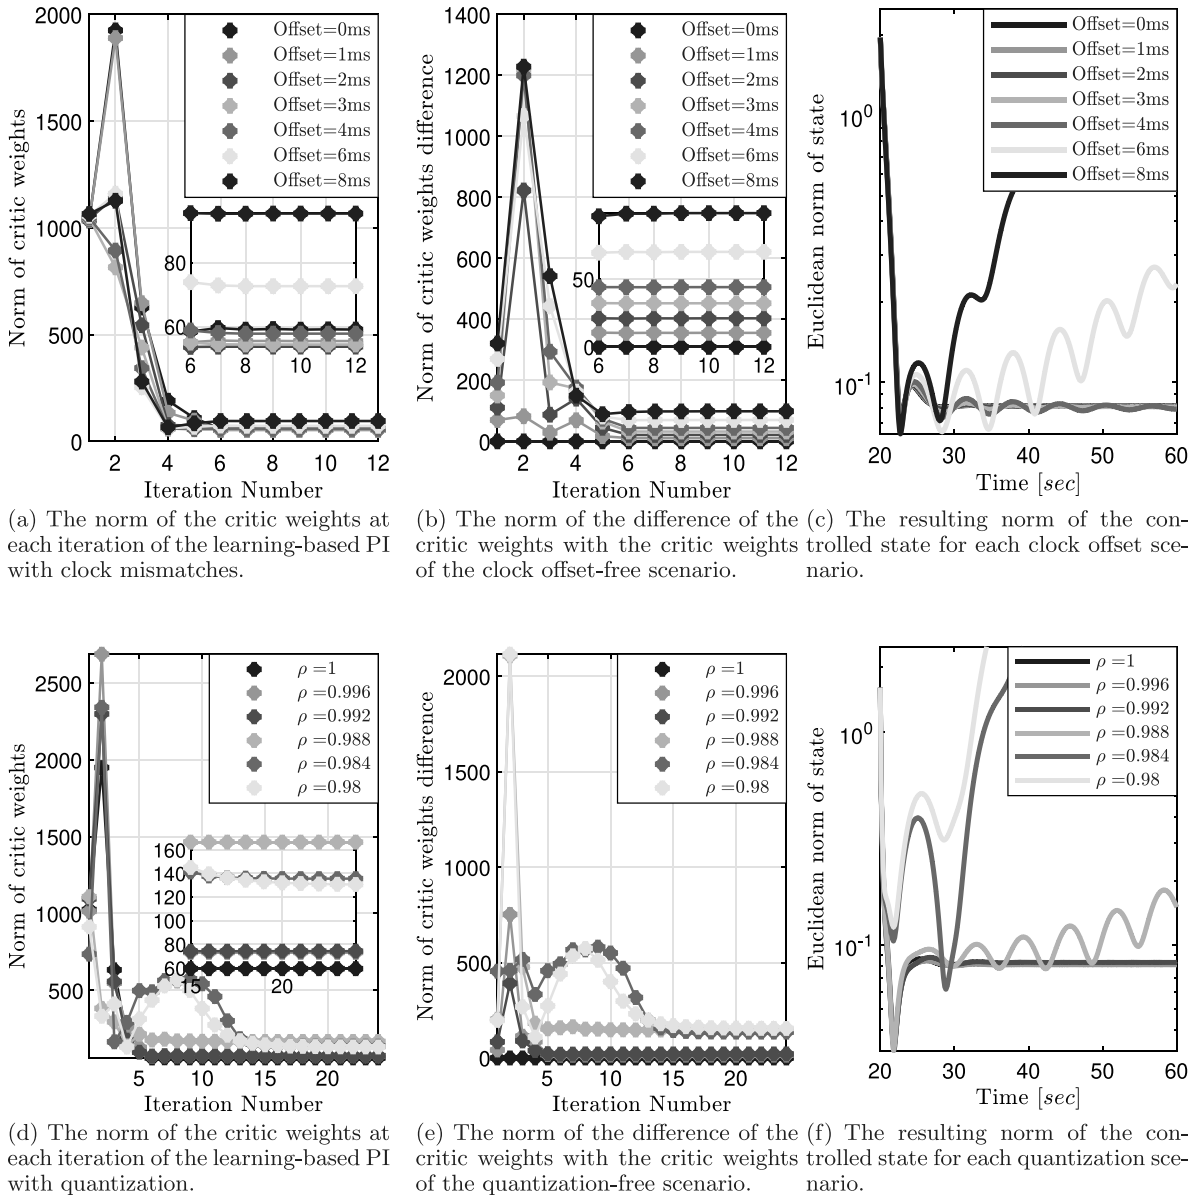 2000
1500
1000
500
0
Norm of critic weights
Offset=0ms
Offset=1ms
Offset=2ms
Offset=3ms
Offset=4ms
Offset=6ms
Offset=8ms
80
60
6 8 10 12
2 4 6 8 10 12
Iteration Number
(a) The norm of the critic weights at
each iteration of the learning-based PI
with clock mismatches.
1400
1200
1000
800
600
400
200
0
Norm of critic weights difference
Offset=0ms
Offset=1ms
Offset=2ms
Offset=3ms
Offset=4ms
Offset=6ms
Offset=8ms
50
0
6 8 10 12
2 4 6 8 10 12
Iteration Number
(b) The norm of the difference of the
critic weights with the critic weights
of the clock offset-free scenario.
10^0
10^-1
Euclidean norm of state
Offset=0ms
Offset=1ms
Offset=2ms
Offset=3ms
Offset=4ms
Offset=6ms
Offset=8ms
20 30 40 50 60
Time [sec]
(c) The resulting norm of the con-
trolled state for each clock offset sce-
nario.
2500
2000
1500
1000
500
Norm of critic weights
ρ =1
ρ =0.996
ρ =0.992
ρ =0.988
ρ =0.984
ρ =0.98
160
140
120
100
80
60
15 20
5 10 15 20
Iteration Number
(d) The norm of the critic weights at
each iteration of the learning-based PI
with quantization.
2000
1500
1000
500
0
Norm of critic weights difference
ρ =1
ρ =0.996
ρ =0.992
ρ =0.988
ρ =0.984
ρ =0.98
5 10 15 20
Iteration Number
(e) The norm of the difference of the
critic weights with the critic weights
of the quantization-free scenario.
10^0
10^-1
Euclidean norm of state
ρ =1
ρ =0.996
ρ =0.992
ρ =0.988
ρ =0.984
ρ =0.98
20 30 40 50 60
Time [sec]
(f) The resulting norm of the con-
trolled state for each quantization sce-
nario.